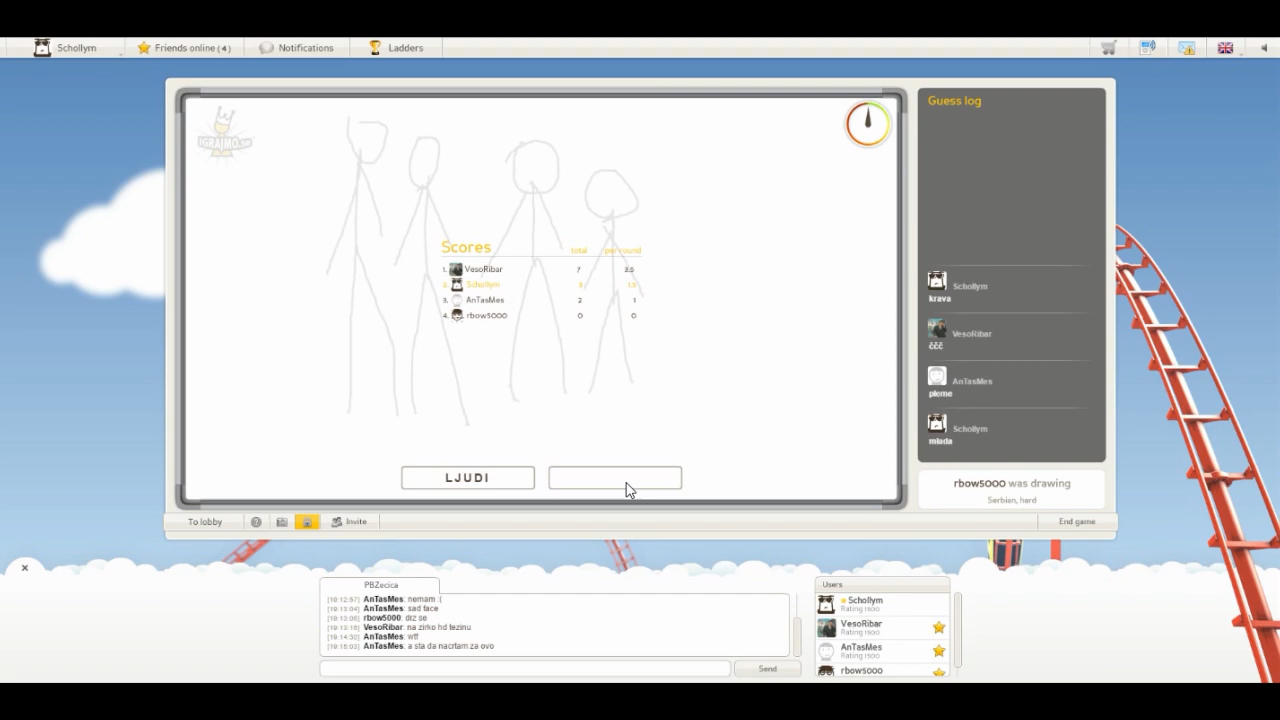 Schollym
Friends online (4)
Notifications
Ladders
IGRAJMO.SE
Guess log
Scores total per round
1. VesoRibar 7 2.5
2. Schollym 3 1.5
3. AnTasMes 2 1
4. rbow5000 0 0
Schollym
krava
VesoRibar
ččč
AnTasMes
pleme
Schollym
mlada
LJUDI
rbow5000 was drawing
Serbian, hard
To lobby
@
Invite
End game
PBZecica
[19:12:57] AnTasMes: nemam :(
[19:13:04] AnTasMes: sad face
[19:13:06] rbow5000: drz se
[19:13:16] VesoRibar: na zirko hd tezinu
[19:14:30] AnTasMes: wtf
[19:15:03] AnTasMes: a sta da nacrtam za ovo
Send
Users
Schollym
Rating 1500
VesoRibar
Rating 1500
AnTasMes
Rating 1500
rbow5000